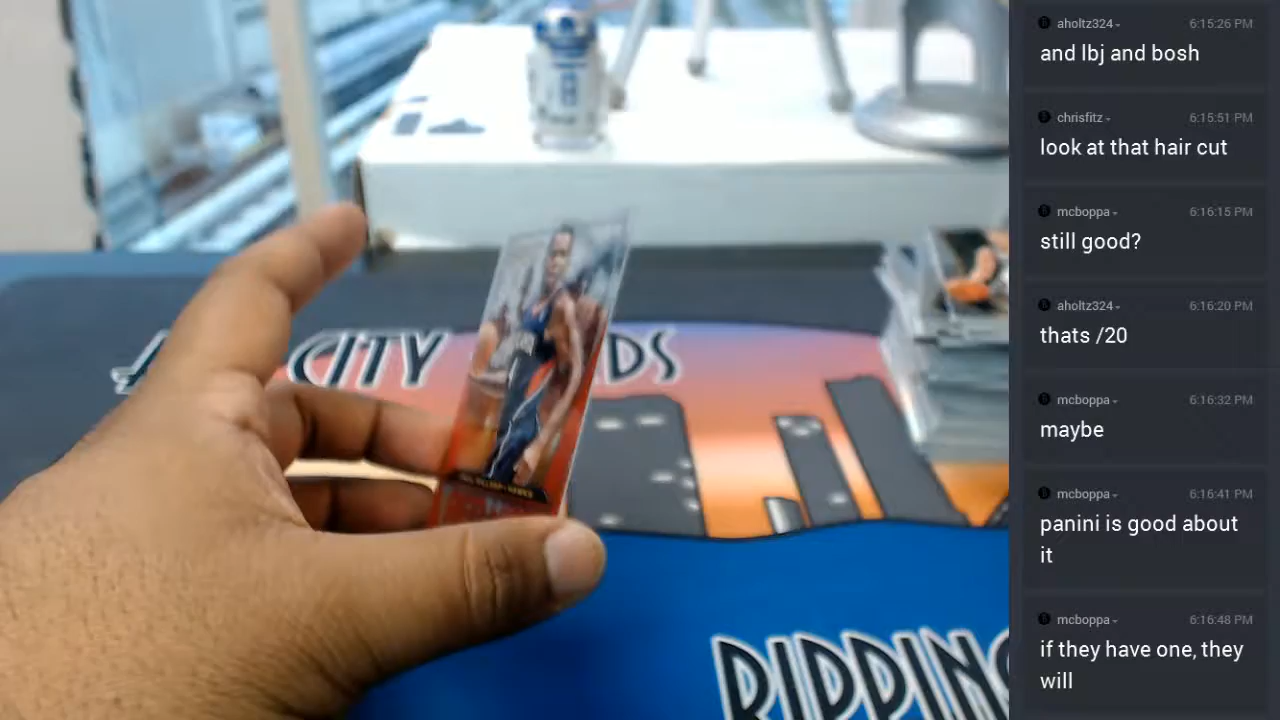 CITY
DS
RIPPING
aholtz324
6:15:26 PM
and lbj and bosh
chrisfitz
6:15:51 PM
look at that hair cut
mcboppa
6:16:15 PM
still good?
aholtz324
6:16:20 PM
thats /20
mcboppa
6:16:32 PM
maybe
mcboppa
6:16:41 PM
panini is good about
it
mcboppa
6:16:48 PM
if they have one, they
will